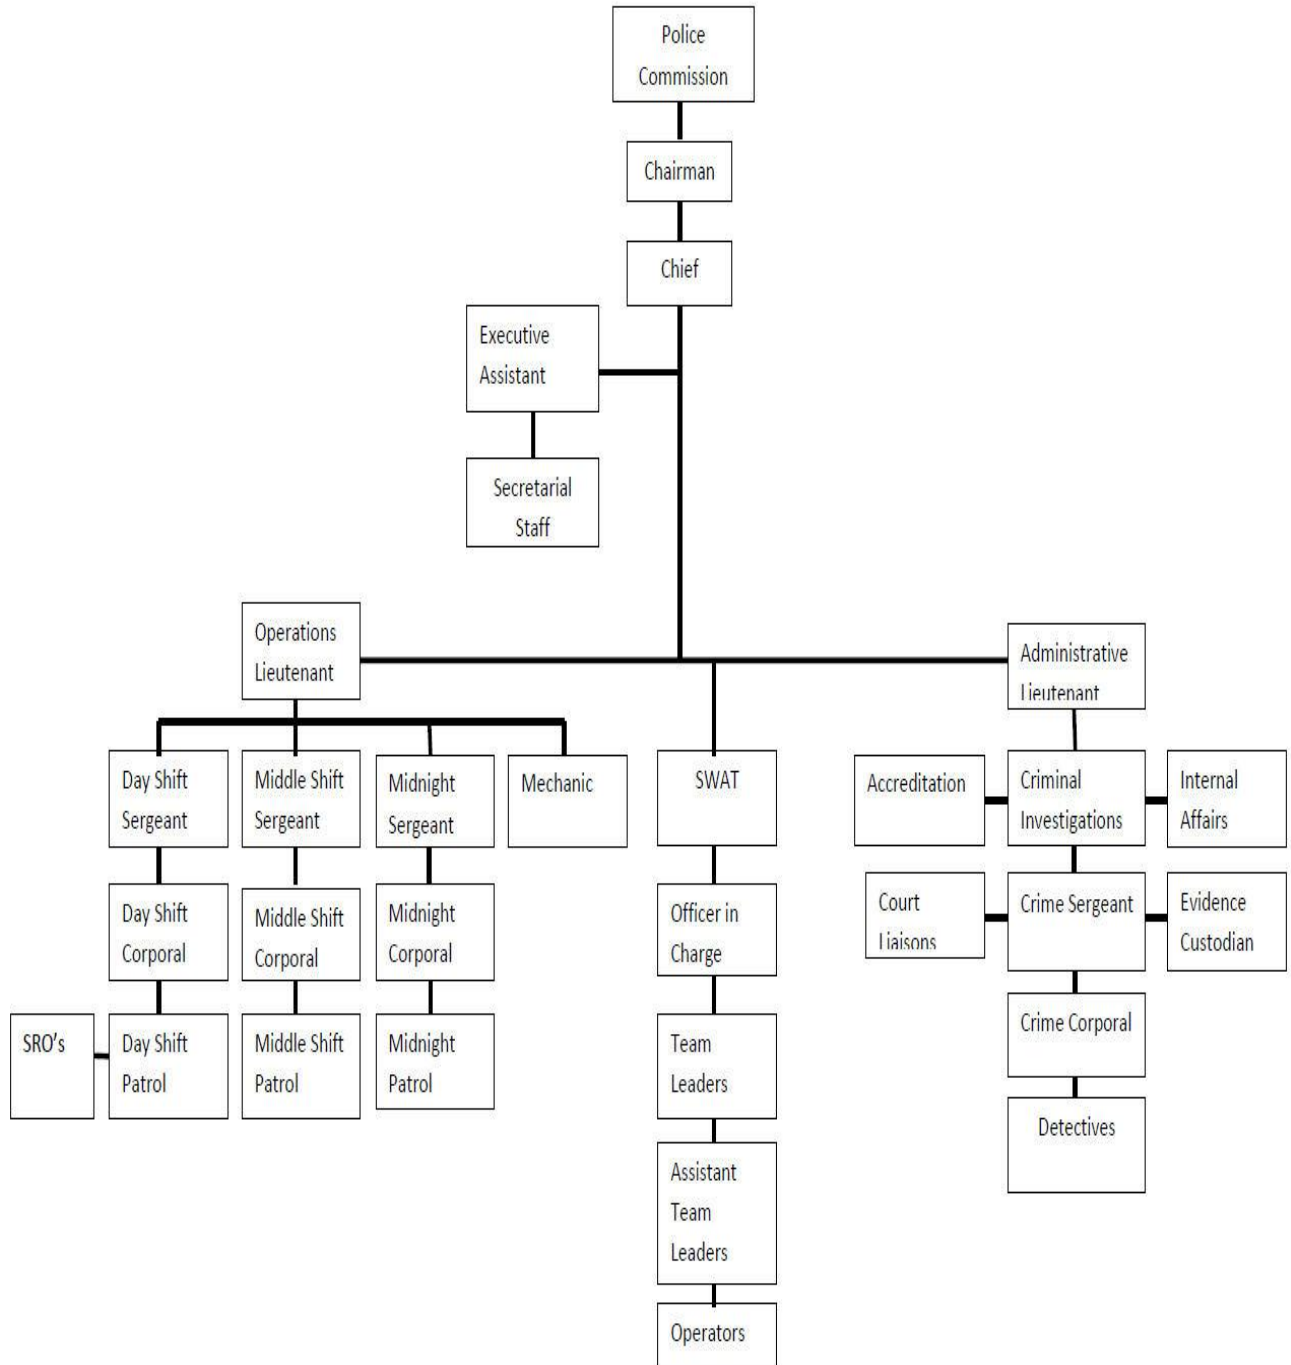 Police
Commission
Chairman
Chief
Executive
Assistant
Secretarial
Staff
Operations
Lieutenant
Administrative
Lieutenant
Day Shift
Sergeant
Middle Shift
Sergeant
Midnight
Sergeant
Mechanic
SWAT
Accreditation
Criminal
Investigations
Internal
Affairs
Day Shift
Corporal
Middle Shift
Corporal
Midnight
Corporal
Officer in
Charge
Court
Liaisons
Crime Sergeant
Evidence
Custodian
SRO's
Day Shift
Patrol
Middle Shift
Patrol
Midnight
Patrol
Team
Leaders
Crime Corporal
Detectives
Assistant
Team
Leaders
Operators